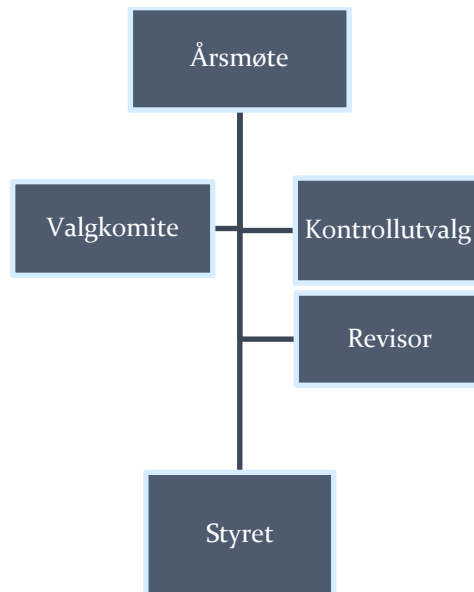 Årsmøte
Valgkomite
Kontrollutvalg
Revisor
Styret